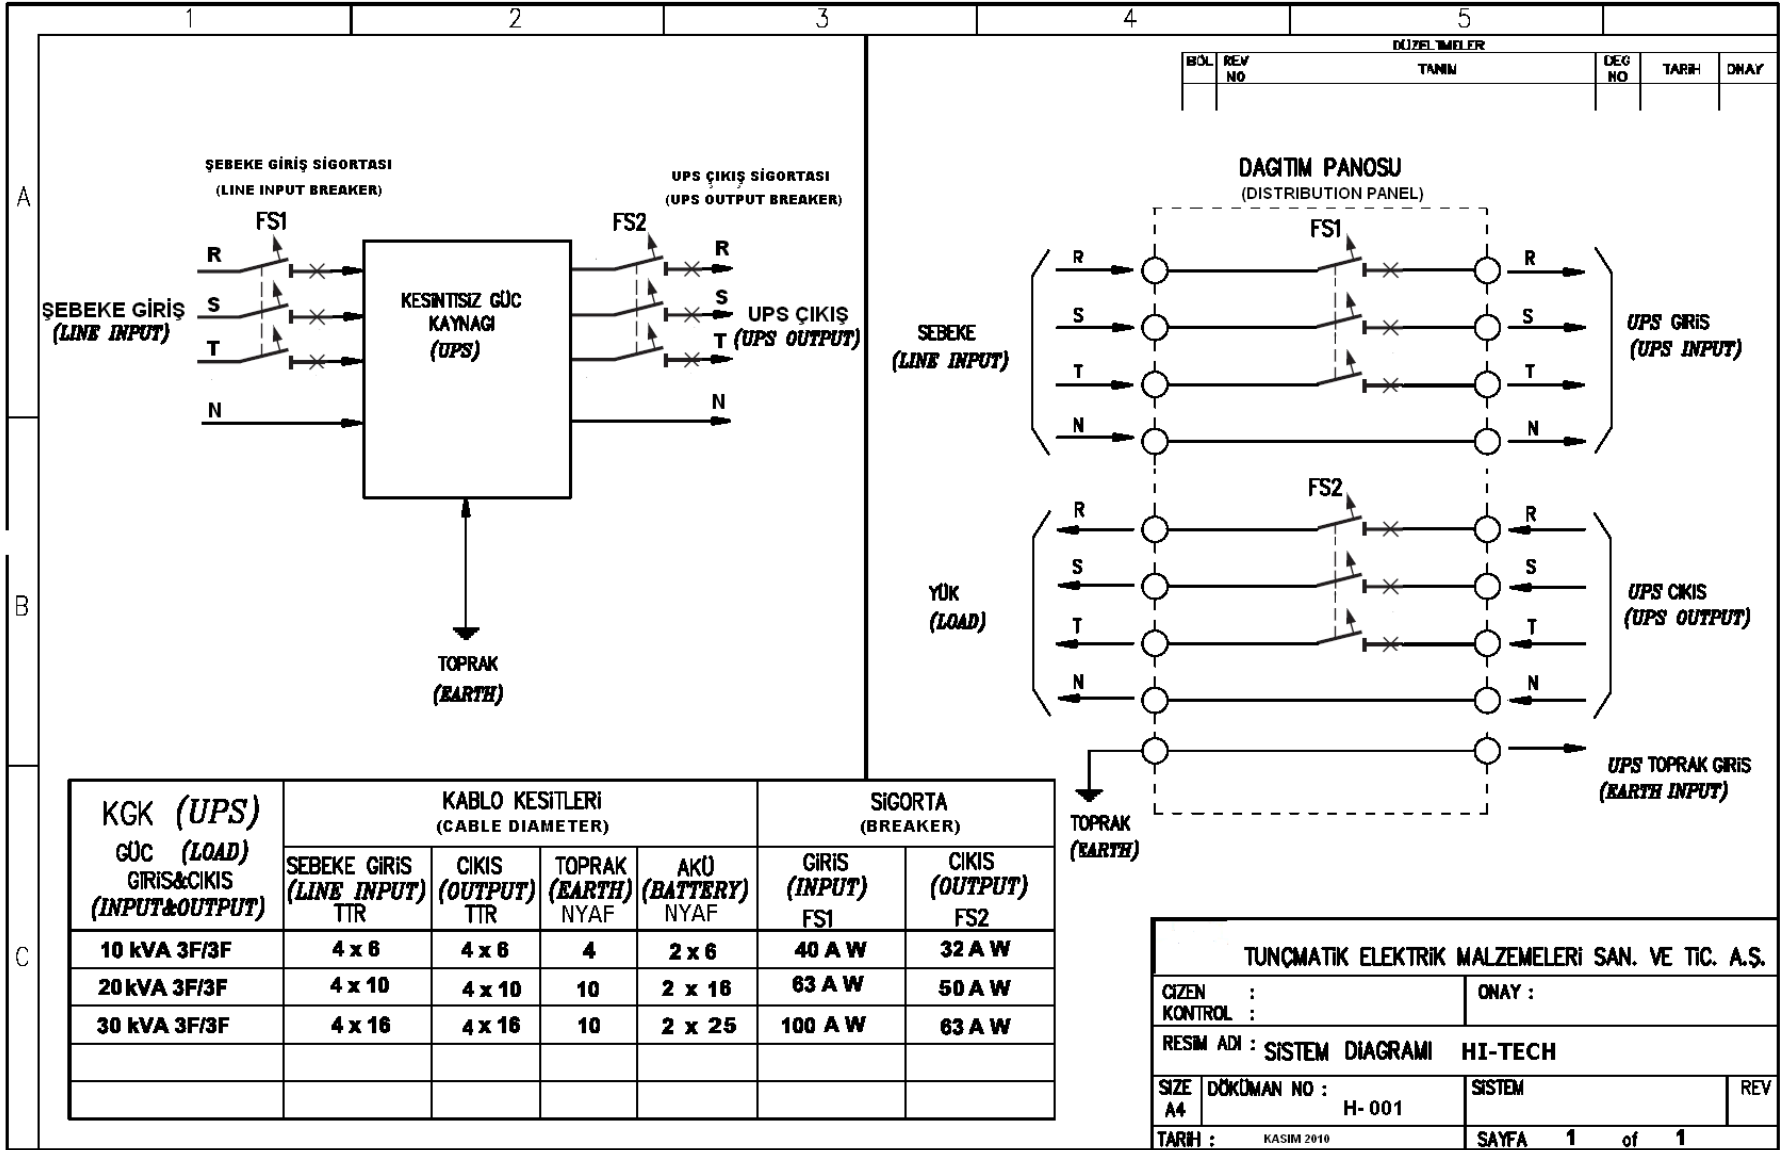 1 2 3 4 5
DÜZELTMELER
BÖL REV NO TANIM DEG NO TARiH ONAY
A
B
C
ŞEBEKE GİRİŞ SİGORTASI
(LINE INPUT BREAKER)
FS1
UPS ÇIKIŞ SİGORTASI
(UPS OUTPUT BREAKER)
FS2
R
S
T
N
ŞEBEKE GİRİŞ
(LINE INPUT)
KESiNTiSiZ GÜC
KAYNAGI
(UPS)
R
S
T
N
UPS ÇIKIŞ
(UPS OUTPUT)
TOPRAK
(EARTH)
DAGITIM PANOSU
(DISTRIBUTION PANEL)
FS1
SEBEKE
(LINE INPUT)
R R
S S
T T
N N
UPS GiRiS
(UPS INPUT)
FS2
YÜK
(LOAD)
R R
S S
T T
N N
UPS CIKIS
(UPS OUTPUT)
TOPRAK
(EARTH)
UPS TOPRAK GiRiS
(EARTH INPUT)
KGK (UPS)
GÜC (LOAD)
GiRiS&CIKIS
(INPUT&OUTPUT)
KABLO KESiTLERi
(CABLE DIAMETER)
SiGORTA
(BREAKER)
SEBEKE GiRiS
(LINE INPUT)
TTR
CIKIS
(OUTPUT)
TTR
TOPRAK
(EARTH)
NYAF
AKÜ
(BATTERY)
NYAF
GiRiS
(INPUT)
FS1
CIKIS
(OUTPUT)
FS2
10 kVA 3F/3F 4 x 6 4 x 6 4 2 x 6 40 A W 32 A W
20 kVA 3F/3F 4 x 10 4 x 10 10 2 x 16 63 A W 50 A W
30 kVA 3F/3F 4 x 16 4 x 16 10 2 x 25 100 A W 63 A W
TUNÇMATiK ELEKTRiK MALZEMELERi SAN. VE TiC. A.Ş.
CiZEN :
KONTROL :
ONAY :
RESiM ADI : SiSTEM DiAGRAMI HI-TECH
SIZE A4
DÖKÜMAN NO : H- 001
SiSTEM
REV
TARiH : KASIM 2010
SAYFA 1 of 1